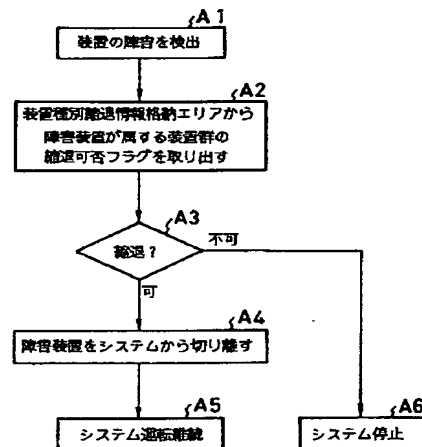 A1
装置の障害を検出
A2
装置種別縮退情報格納エリアから
障害装置が属する装置群の
縮退可否フラグを取り出す
A3
縮退?
不可
可
A4
障害装置をシステムから切り離す
A5
システム運転継続
A6
システム停止